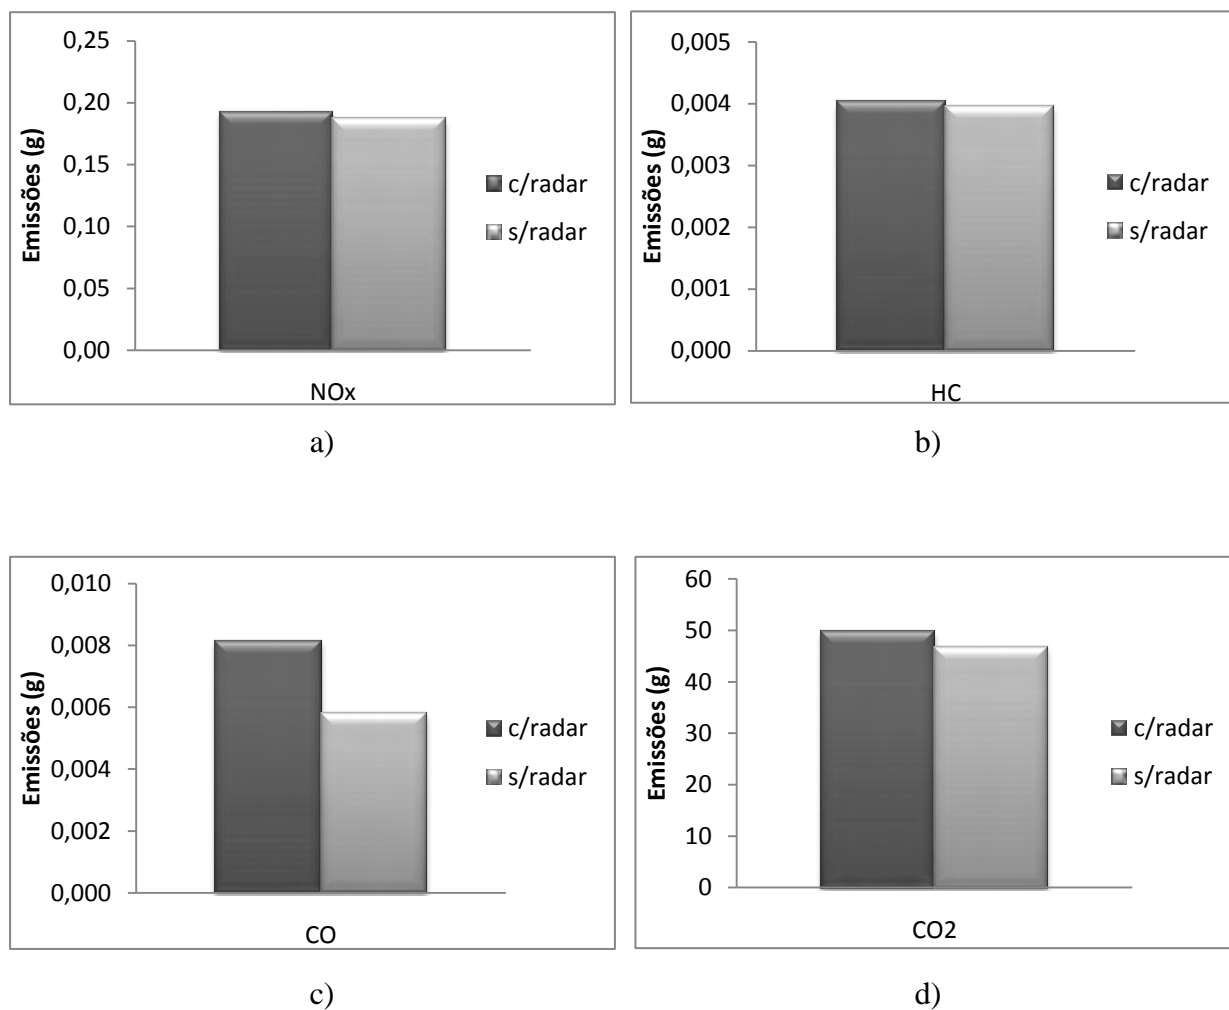 0,25
0,20
0,15
0,10
0,05
0,00
Emissões (g)
NOx
c/radar
s/radar
a)
0,005
0,004
0,003
0,002
0,001
0,000
Emissões (g)
HC
c/radar
s/radar
b)
0,010
0,008
0,006
0,004
0,002
0,000
Emissões (g)
CO
c/radar
s/radar
c)
60
50
40
30
20
10
0
Emissões (g)
CO2
c/radar
s/radar
d)